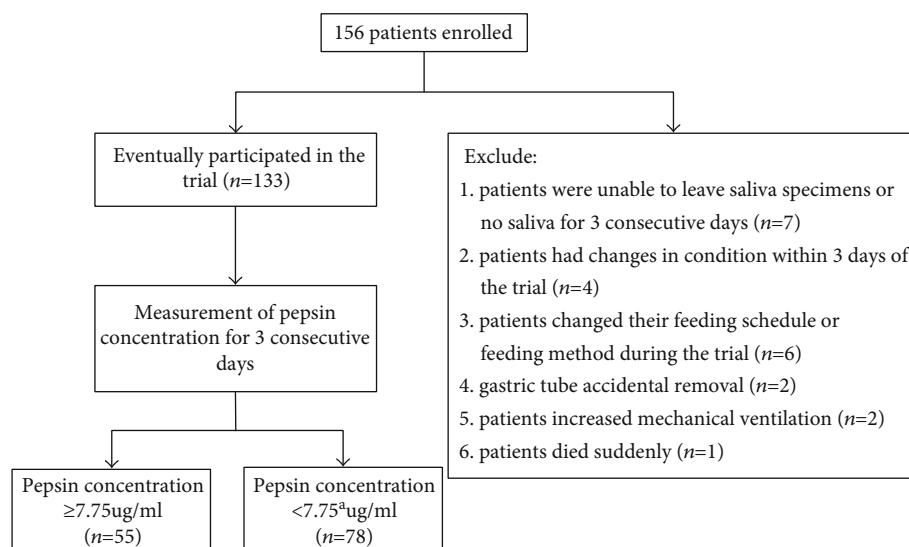 156 patients enrolled
Eventually participated in the
trial (n=133)
Measurement of pepsin
concentration for 3 consecutive
days
Pepsin concentration
≥7.75ug/ml
(n=55)
Pepsin concentration
<7.75ᵃug/ml
(n=78)
Exclude:
1. patients were unable to leave saliva specimens or
no saliva for 3 consecutive days (n=7)
2. patients had changes in condition within 3 days of
the trial (n=4)
3. patients changed their feeding schedule or
feeding method during the trial (n=6)
4. gastric tube accidental removal (n=2)
5. patients increased mechanical ventilation (n=2)
6. patients died suddenly (n=1)